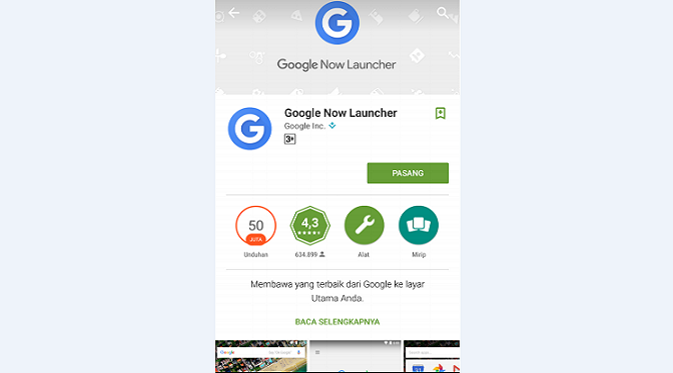 G
Google Now Launcher
G
Google Now Launcher
Google Inc.
3+
PASANG
50
JUTA
4,3
Unduhan
634.899
Alat
Mirip
Membawa yang terbaik dari Google ke layar
Utama Anda.
BACA SELENGKAPNYA
Google
G